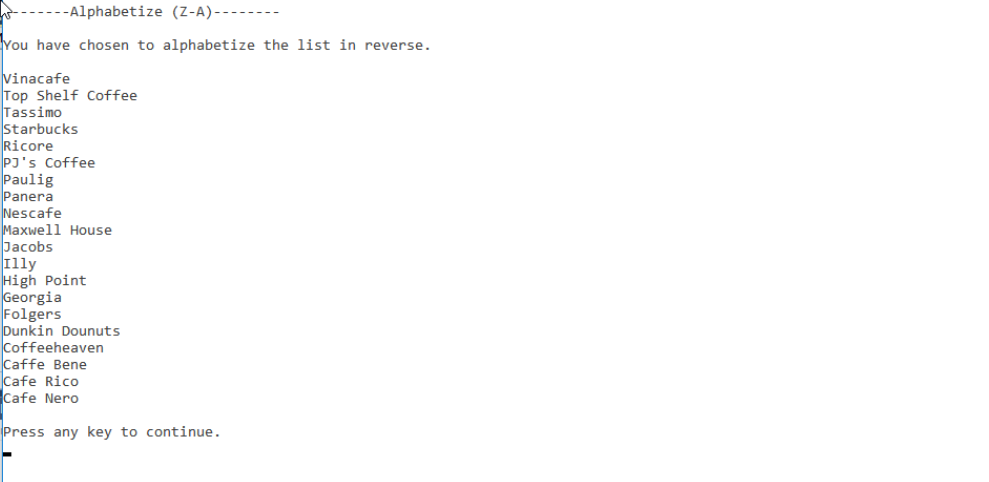 -------Alphabetize (Z-A)--------
You have chosen to alphabetize the list in reverse.
Vinacafe
Top Shelf Coffee
Tassimo
Starbucks
Ricore
PJ's Coffee
Paulig
Panera
Nescafe
Maxwell House
Jacobs
Illy
High Point
Georgia
Folgers
Dunkin Dounuts
Coffeeheaven
Caffe Bene
Cafe Rico
Cafe Nero
Press any key to continue.